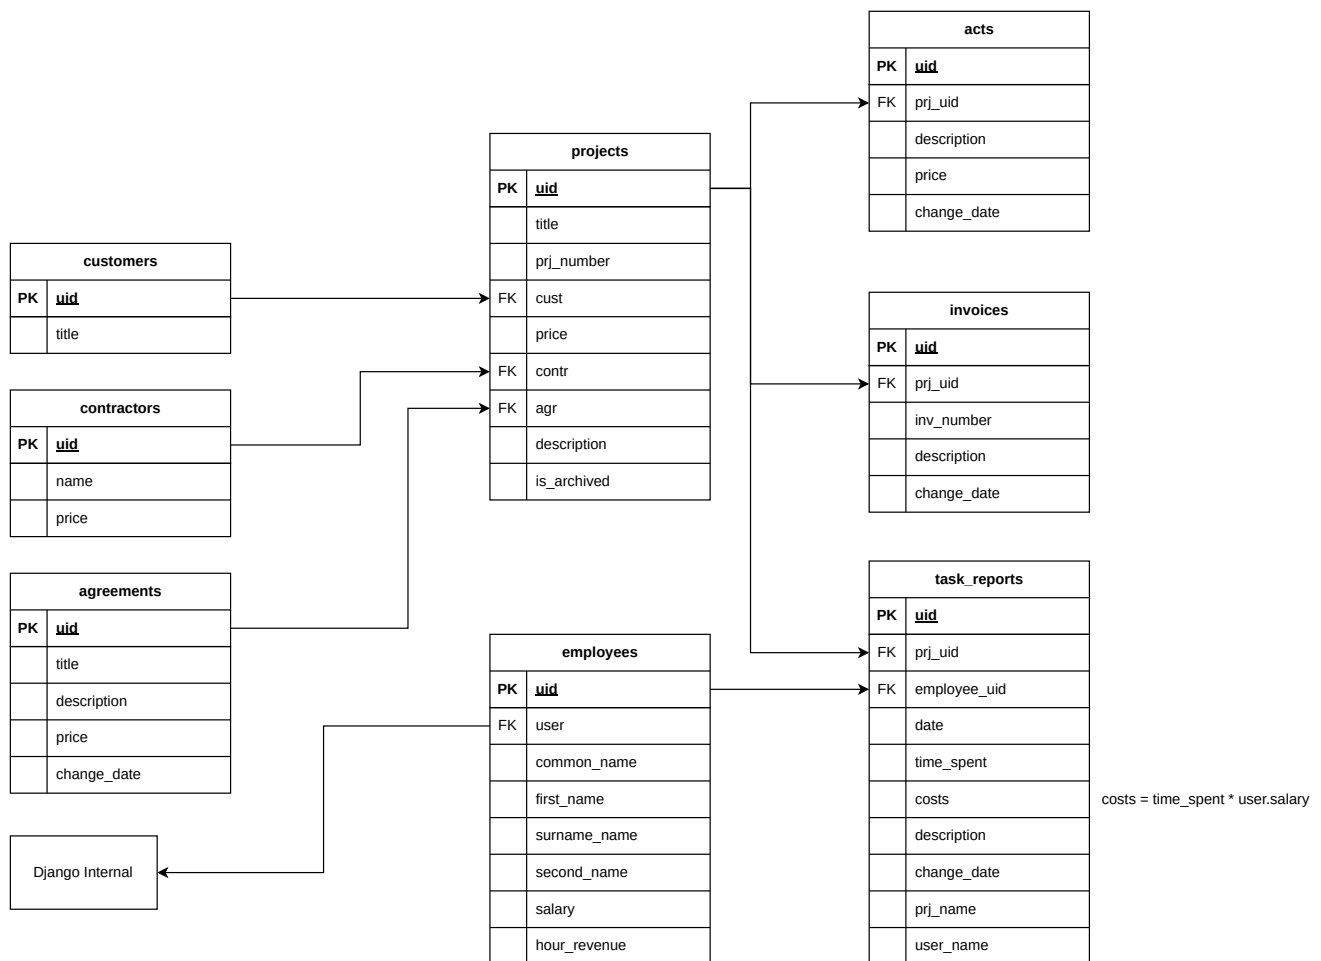 acts
PK uid
FK prj_uid
description
price
change_date
projects
PK uid
title
prj_number
FK cust
price
FK contr
FK agr
description
is_archived
customers
PK uid
title
contractors
PK uid
name
price
agreements
PK uid
title
description
price
change_date
Django Internal
invoices
PK uid
FK prj_uid
inv_number
description
change_date
employees
PK uid
FK user
common_name
first_name
surname_name
second_name
salary
hour_revenue
task_reports
PK uid
FK prj_uid
FK employee_uid
date
time_spent
costs
description
change_date
prj_name
user_name
costs = time_spent * user.salary